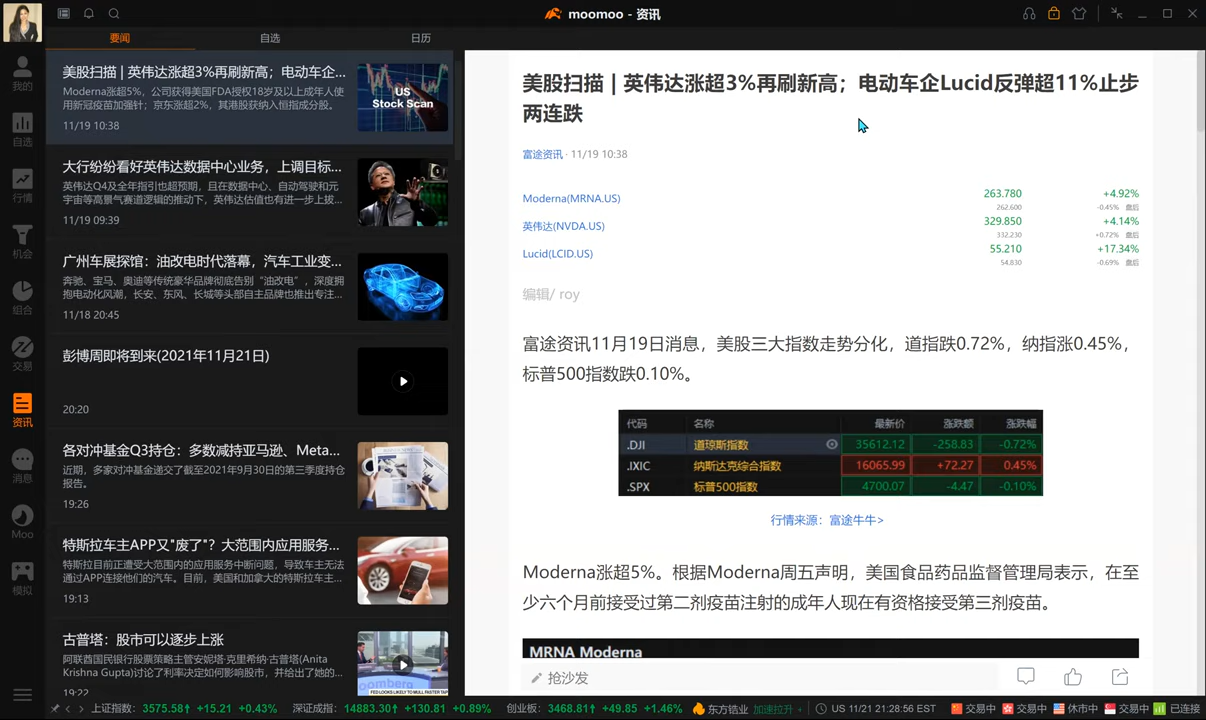 moomoo - 资讯
要闻
自选
日历
我的
自选
行情
机会
组合
交易
资讯
消息
Moo
模拟
美股扫描 | 英伟达涨超3%再刷新高；电动车企...
Moderna涨超5%，公司获得美国FDA授权18岁及以上成年人使
用新冠疫苗加强针；京东涨超2%，其港股获纳入恒指成分股。
11/19 10:38
US
Stock Scan
大行纷纷看好英伟达数据中心业务，上调目标...
英伟达Q4及全年指引也超预期，且在数据中心、自动驾驶和元
宇宙等高景气赛道逻辑的推动下，英伟达估值也有进一步上拔...
11/19 09:39
广州车展探馆：油改电时代落幕，汽车工业变...
奔驰、宝马、奥迪等传统豪华品牌彻底告别“油改电”，深度拥
抱电动化风潮，长安、东风、长城等头部自主品牌也推出专注...
11/18 20:45
彭博周即将到来(2021年11月21日)
20:20
各对冲基金Q3持仓：多数减持亚马逊、Meta...
近期，多家对冲基金递交了截至2021年9月30日的第三季度持仓
报告。
19:26
特斯拉车主APP又"废了"？大范围内应用服务...
特斯拉目前正遭受大范围内的应用服务中断问题，导致车主无法
通过APP连接他们的汽车。目前，美国和加拿大的特斯拉车主...
19:13
古普塔：股市可以逐步上涨
阿联酋国民银行股票策略主管安妮塔·克里希纳·古普塔(Anita
Krishna Gupta)讨论了利率决定如何影响股市，并给出了她的...
19:22
美股扫描 | 英伟达涨超3%再刷新高；电动车企Lucid反弹超11%止步
两连跌
富途资讯 · 11/19 10:38
Moderna(MRNA.US) 263.780 +4.92%
262.600 -0.45% 盘后
英伟达(NVDA.US) 329.850 +4.14%
332.230 +0.72% 盘后
Lucid(LCID.US) 55.210 +17.34%
54.830 -0.69% 盘后
编辑/ roy
富途资讯11月19日消息，美股三大指数走势分化，道指跌0.72%，纳指涨0.45%，
标普500指数跌0.10%。
代码 名称 最新价 涨跌额 涨跌幅
.DJI 道琼斯指数 35612.12 -258.83 -0.72%
.IXIC 纳斯达克综合指数 16065.99 +72.27 0.45%
.SPX 标普500指数 4700.07 -4.47 -0.10%
行情来源：富途牛牛>
Moderna涨超5%。根据Moderna周五声明，美国食品药品监督管理局表示，在至
少六个月前接受过第二剂疫苗注射的成年人现在有资格接受第三剂疫苗。
MRNA Moderna
抢沙发
上证指数： 3575.58↑ +15.21 +0.43% 深证成指： 14883.30↑ +130.81 +0.89% 创业板： 3468.81↑ +49.85 +1.46% 东方锆业 加速拉升 US 11/21 21:28:56 EST 交易中 交易中 休市中 交易中 已连接